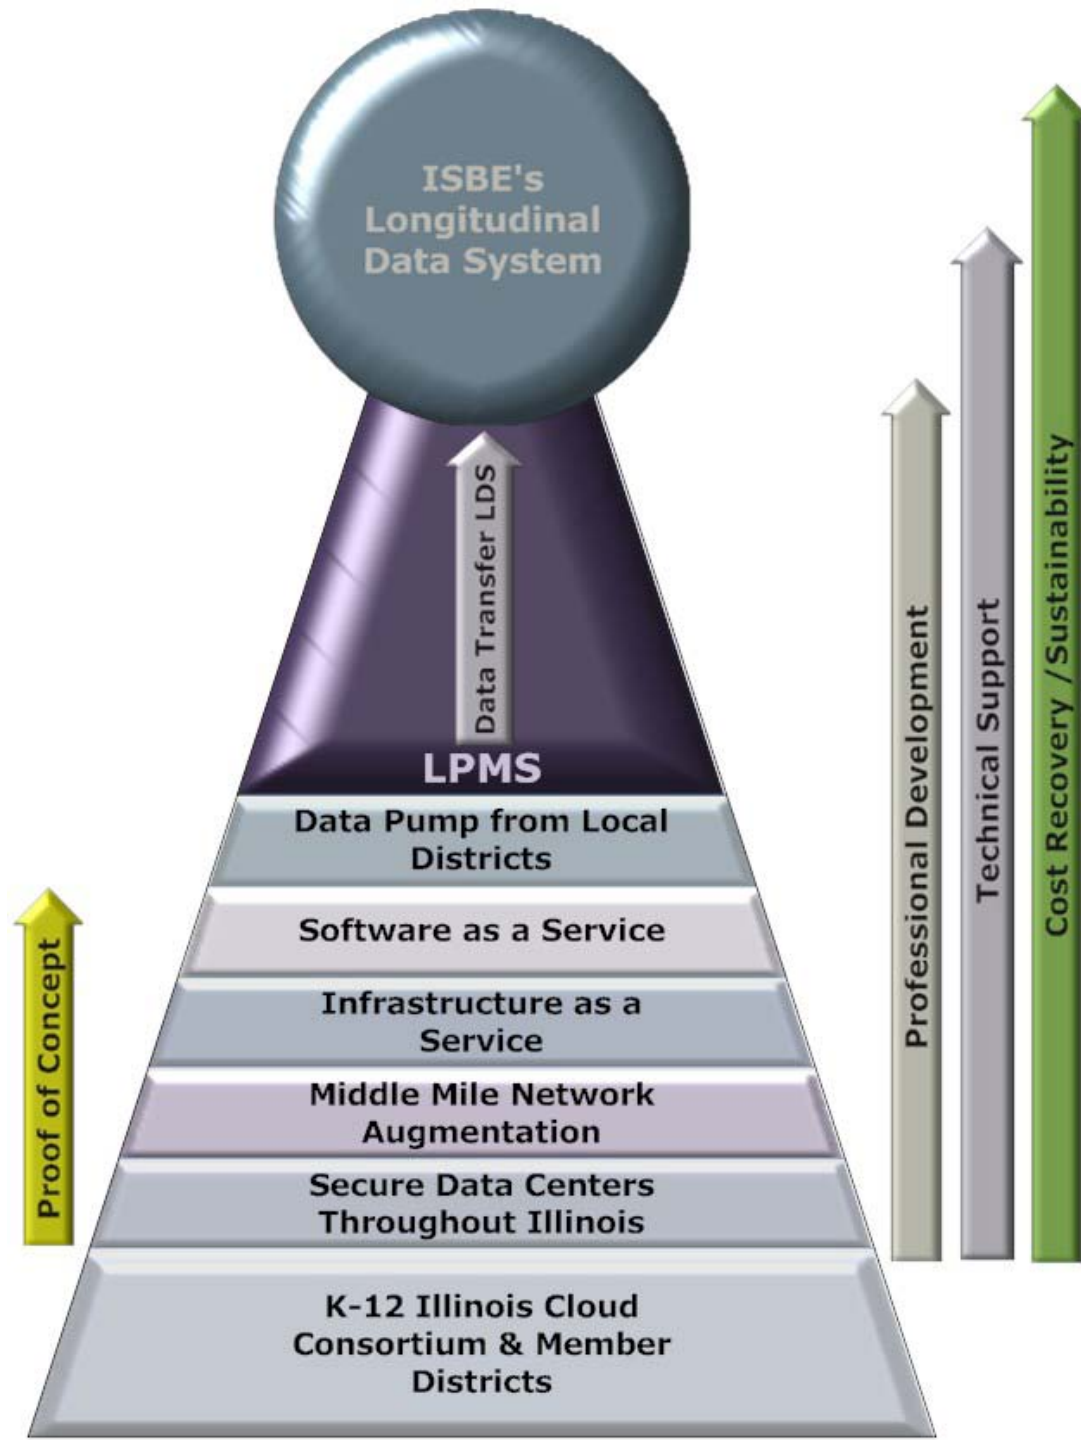 ISBE's
Longitudinal
Data System
Data Transfer LDS
LPMS
Data Pump from Local
Districts
Software as a Service
Infrastructure as a
Service
Middle Mile Network
Augmentation
Secure Data Centers
Throughout Illinois
K-12 Illinois Cloud
Consortium & Member
Districts
Proof of Concept
Professional Development
Technical Support
Cost Recovery /Sustainability